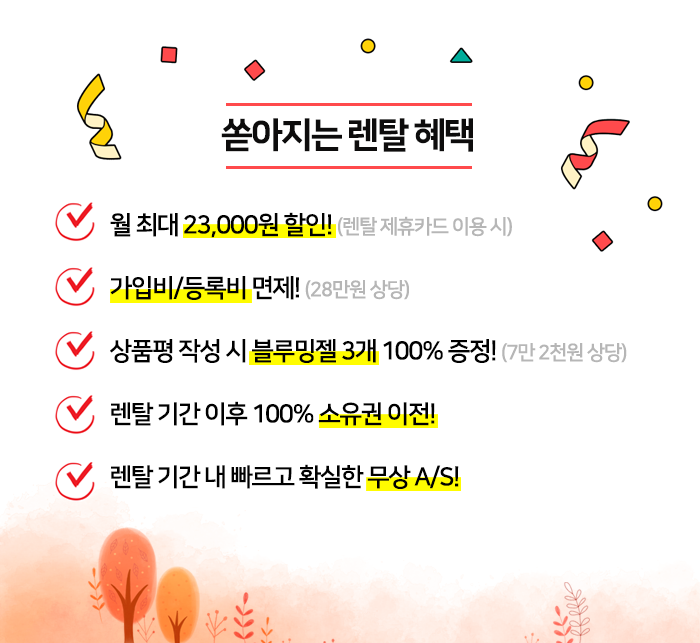 쏟아지는 렌탈 혜택
월 최대 23,000원 할인! (렌탈 제휴카드 이용 시)
가입비/등록비 면제! (28만원 상당)
상품평 작성 시 블루밍젤 3개 100% 증정! (7만 2천원 상당)
렌탈 기간 이후 100% 소유권 이전!
렌탈 기간 내 빠르고 확실한 무상 A/S!